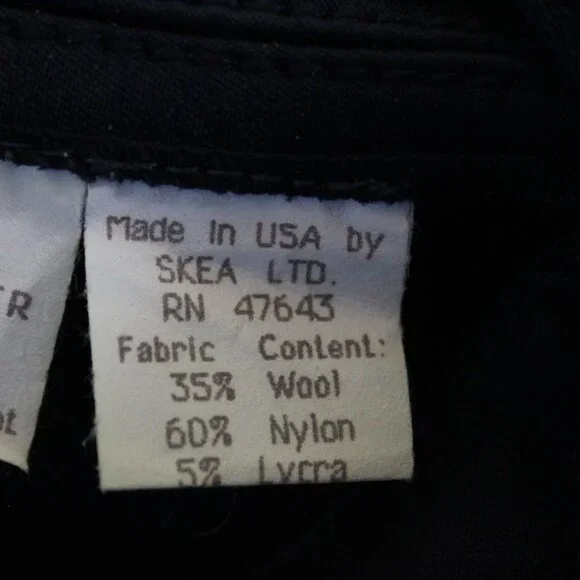 Made In USA by
SKEA LTD.
RN 47643
Fabric Content:
35% Wool
60% Nylon
5% Lycra
R
t